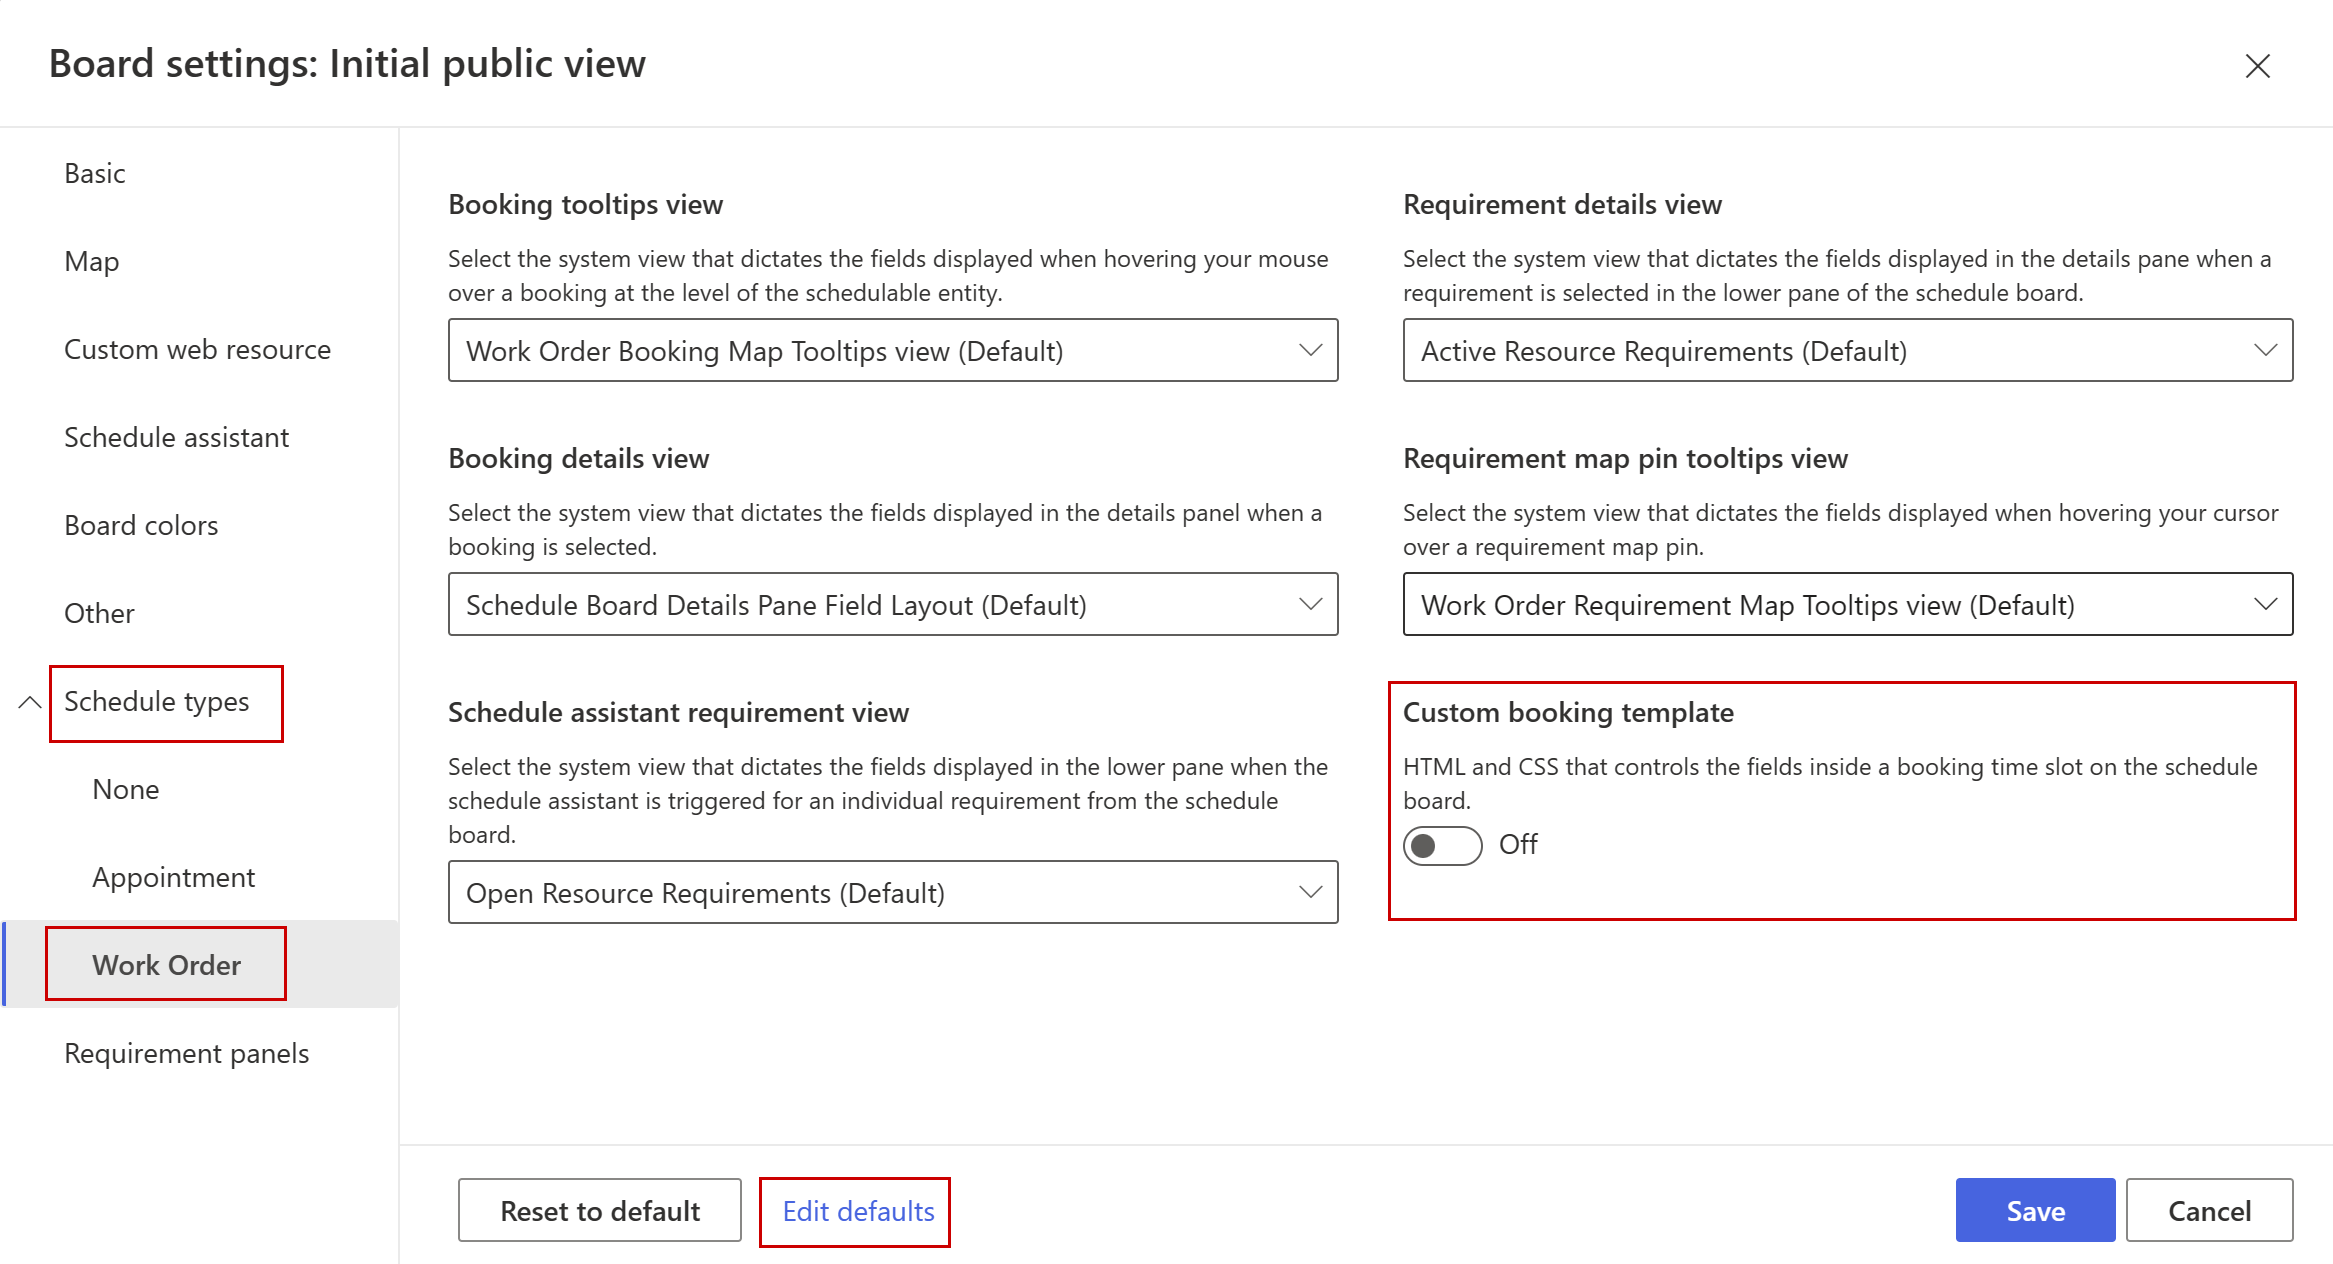 Board settings: Initial public view
Basic
Map
Custom web resource
Schedule assistant
Board colors
Other
Schedule types
None
Appointment
Work Order
Requirement panels
Booking tooltips view
Select the system view that dictates the fields displayed when hovering your mouse
over a booking at the level of the schedulable entity.
Work Order Booking Map Tooltips view (Default)
Requirement details view
Select the system view that dictates the fields displayed in the details pane when a
requirement is selected in the lower pane of the schedule board.
Active Resource Requirements (Default)
Booking details view
Select the system view that dictates the fields displayed in the details panel when a
booking is selected.
Schedule Board Details Pane Field Layout (Default)
Requirement map pin tooltips view
Select the system view that dictates the fields displayed when hovering your cursor
over a requirement map pin.
Work Order Requirement Map Tooltips view (Default)
Schedule assistant requirement view
Select the system view that dictates the fields displayed in the lower pane when the
schedule assistant is triggered for an individual requirement from the schedule
board.
Open Resource Requirements (Default)
Custom booking template
HTML and CSS that controls the fields inside a booking time slot on the schedule
board.
Off
Reset to default
Edit defaults
Save
Cancel